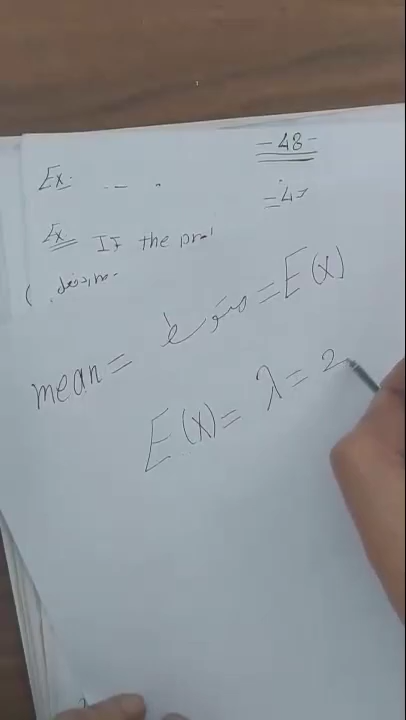 -48-
Ex.
=47
Ex. IF the
mean = متوسط = E(x)
E(x) = λ = 2